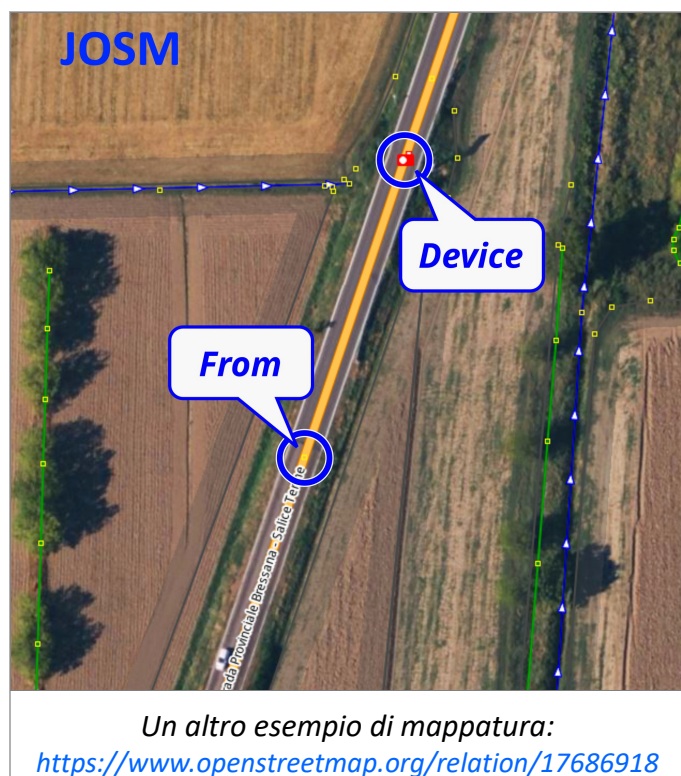 JOSM
Device
From
ada Provinciale Bressana - Salice Terme
Un altro esempio di mappatura:
https://www.openstreetmap.org/relation/17686918